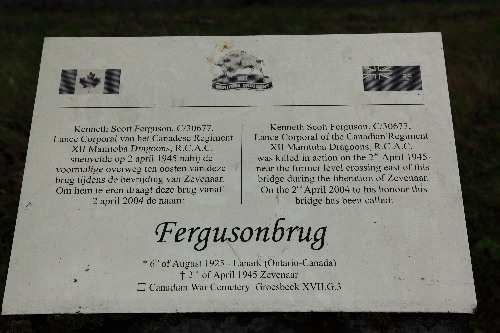 XII MANITOBA DRAGOONS
Kenneth Scott Ferguson, C/30677,
Lance Corporal van het Canadese Regiment
XII Manitoba Dragoons, R.C.A.C.
sneuvelde op 2 april 1945 nabij de
voormalige overweg ten oosten van deze
brug tijdens de bevrijding van Zevenaar.
Om hem te eren draagt deze brug vanaf
2 april 2004 de naam:
Kenneth Scott Ferguson, C/30677,
Lance Corporal of the Canadian Regiment
XII Manitoba Dragoons, R.C.A.C.
was killed in action on the 2nd April 1945
near the former level crossing east of this
bridge during the liberation of Zevenaar.
On the 2nd April 2004 to his honour this
bridge has been called:
Fergusonbrug
* 6th of August 1925 - Lanark (Ontario-Canada)
† 2nd of April 1945 Zevenaar
Canadian War Cemetery Groesbeek XVII.G.3